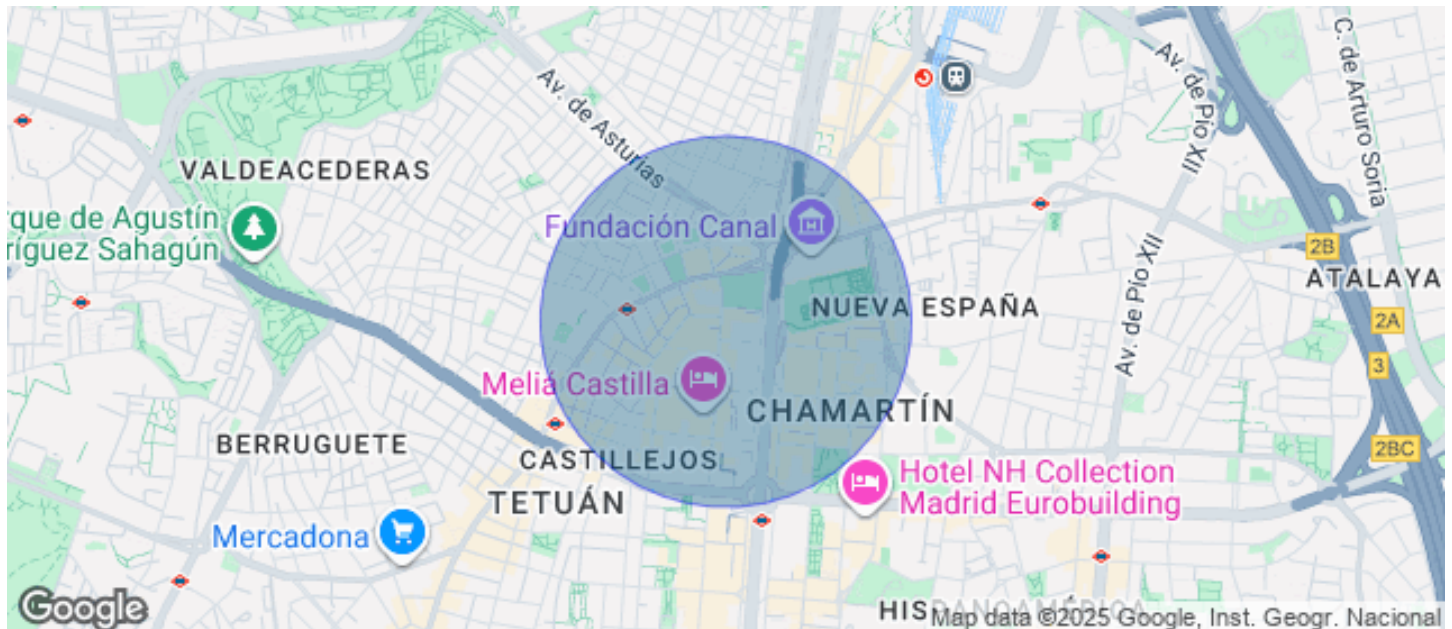 Av. de Asturias
Av. de Pío XII
C. de Arturo Soria
VALDEACEDERAS
rque de Agustín
ríguez Sahagún
Fundación Canal
2B
ATALAYA
NUEVA ESPAÑA
2A
3
Av. de Pío XII
Meliá Castilla
CHAMARTÍN
BERRUGUETE
CASTILLEJOS
2BC
Hotel NH Collection
Madrid Eurobuilding
TETUÁN
Mercadona
Google
HISPANOAMÉRICA
Map data ©2025 Google, Inst. Geogr. Nacional